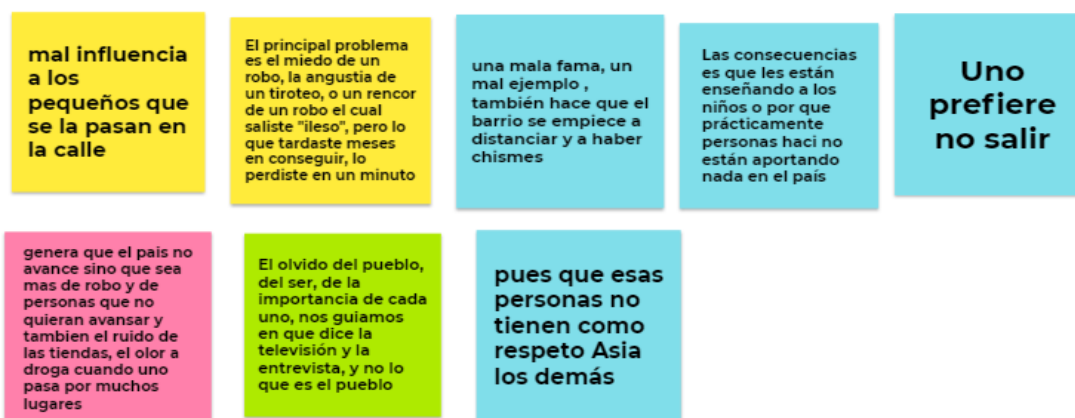 mal influencia
a los
pequeños que
se la pasan en
la calle
El principal problema
es el miedo de un
robo, la angustia de
un tiroteo, o un rencor
de un robo el cual
saliste "ileso", pero lo
que tardaste meses
en conseguir, lo
perdiste en un minuto
una mala fama, un
mal ejemplo ,
también hace que el
barrio se empiece a
distanciar y a haber
chismes
Las consecuencias
es que les están
enseñando a los
niños o por que
prácticamente
personas haci no
están aportando
nada en el país
Uno
prefiere
no salir
genera que el pais no
avance sino que sea
mas de robo y de
personas que no
quieran avansar y
tambien el ruido de
las tiendas, el olor a
droga cuando uno
pasa por muchos
lugares
El olvido del pueblo,
del ser, de la
importancia de cada
uno, nos guiamos
en que dice la
televisión y la
entrevista, y no lo
que es el pueblo
pues que esas
personas no
tienen como
respeto Asia
los demás